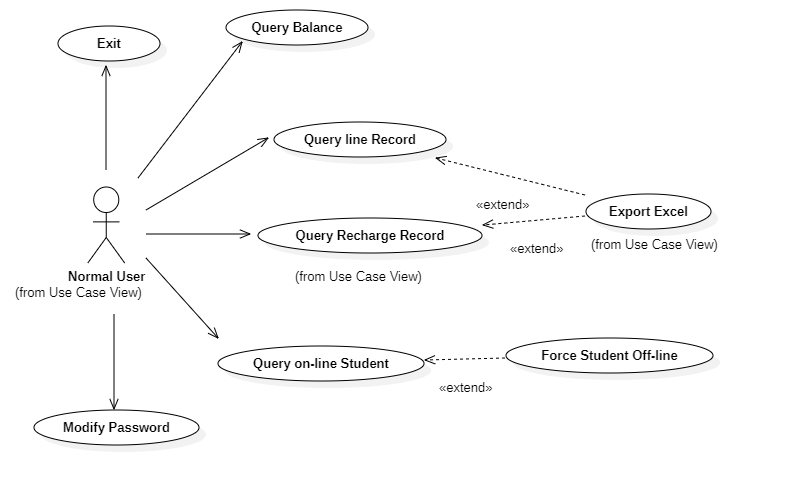 Query Balance
Exit
Query line Record
«extend»
Export Excel
Query Recharge Record
«extend»
(from Use Case View)
Normal User
(from Use Case View)
(from Use Case View)
Query on-line Student
Force Student Off-line
«extend»
Modify Password